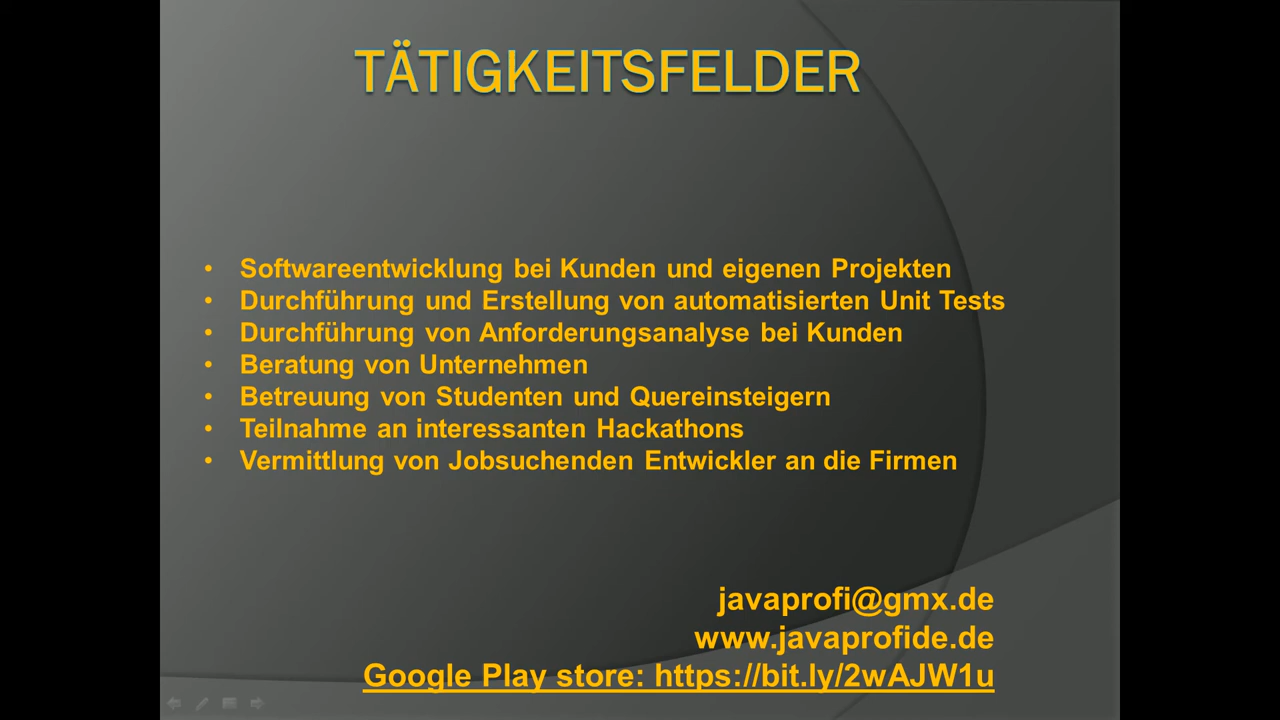 TÄTIGKEITSFELDER
• Softwareentwicklung bei Kunden und eigenen Projekten
• Durchführung und Erstellung von automatisierten Unit Tests
• Durchführung von Anforderungsanalyse bei Kunden
• Beratung von Unternehmen
• Betreuung von Studenten und Quereinsteigern
• Teilnahme an interessanten Hackathons
• Vermittlung von Jobsuchenden Entwickler an die Firmen
javaprofi@gmx.de
www.javaprofide.de
Google Play store: https://bit.ly/2wAJW1u